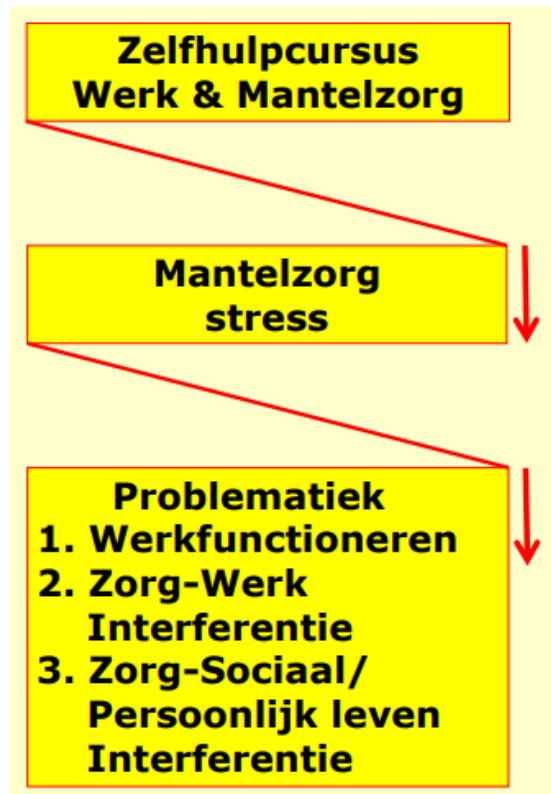 Zelfhulpcursus
Werk & Mantelzorg
Mantelzorg
stress
Problematiek
1. Werkfunctioneren
2. Zorg-Werk
Interferentie
3. Zorg-Sociaal/
Persoonlijk leven
Interferentie